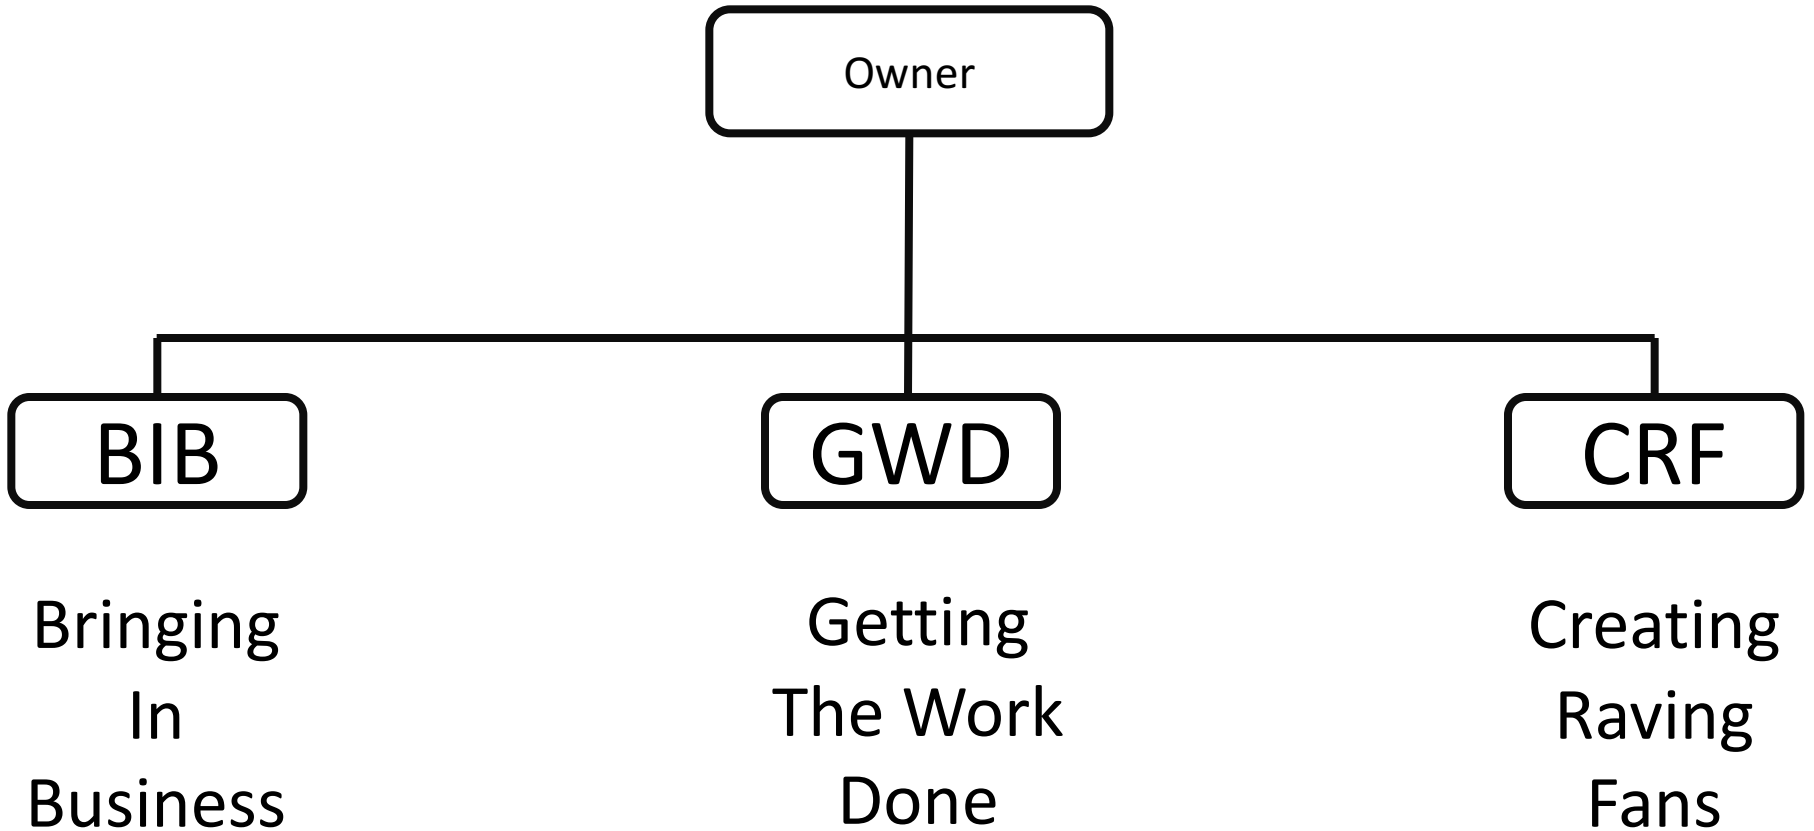 Owner
BIB
GWD
CRF
Bringing
In
Business
Getting
The Work
Done
Creating
Raving
Fans